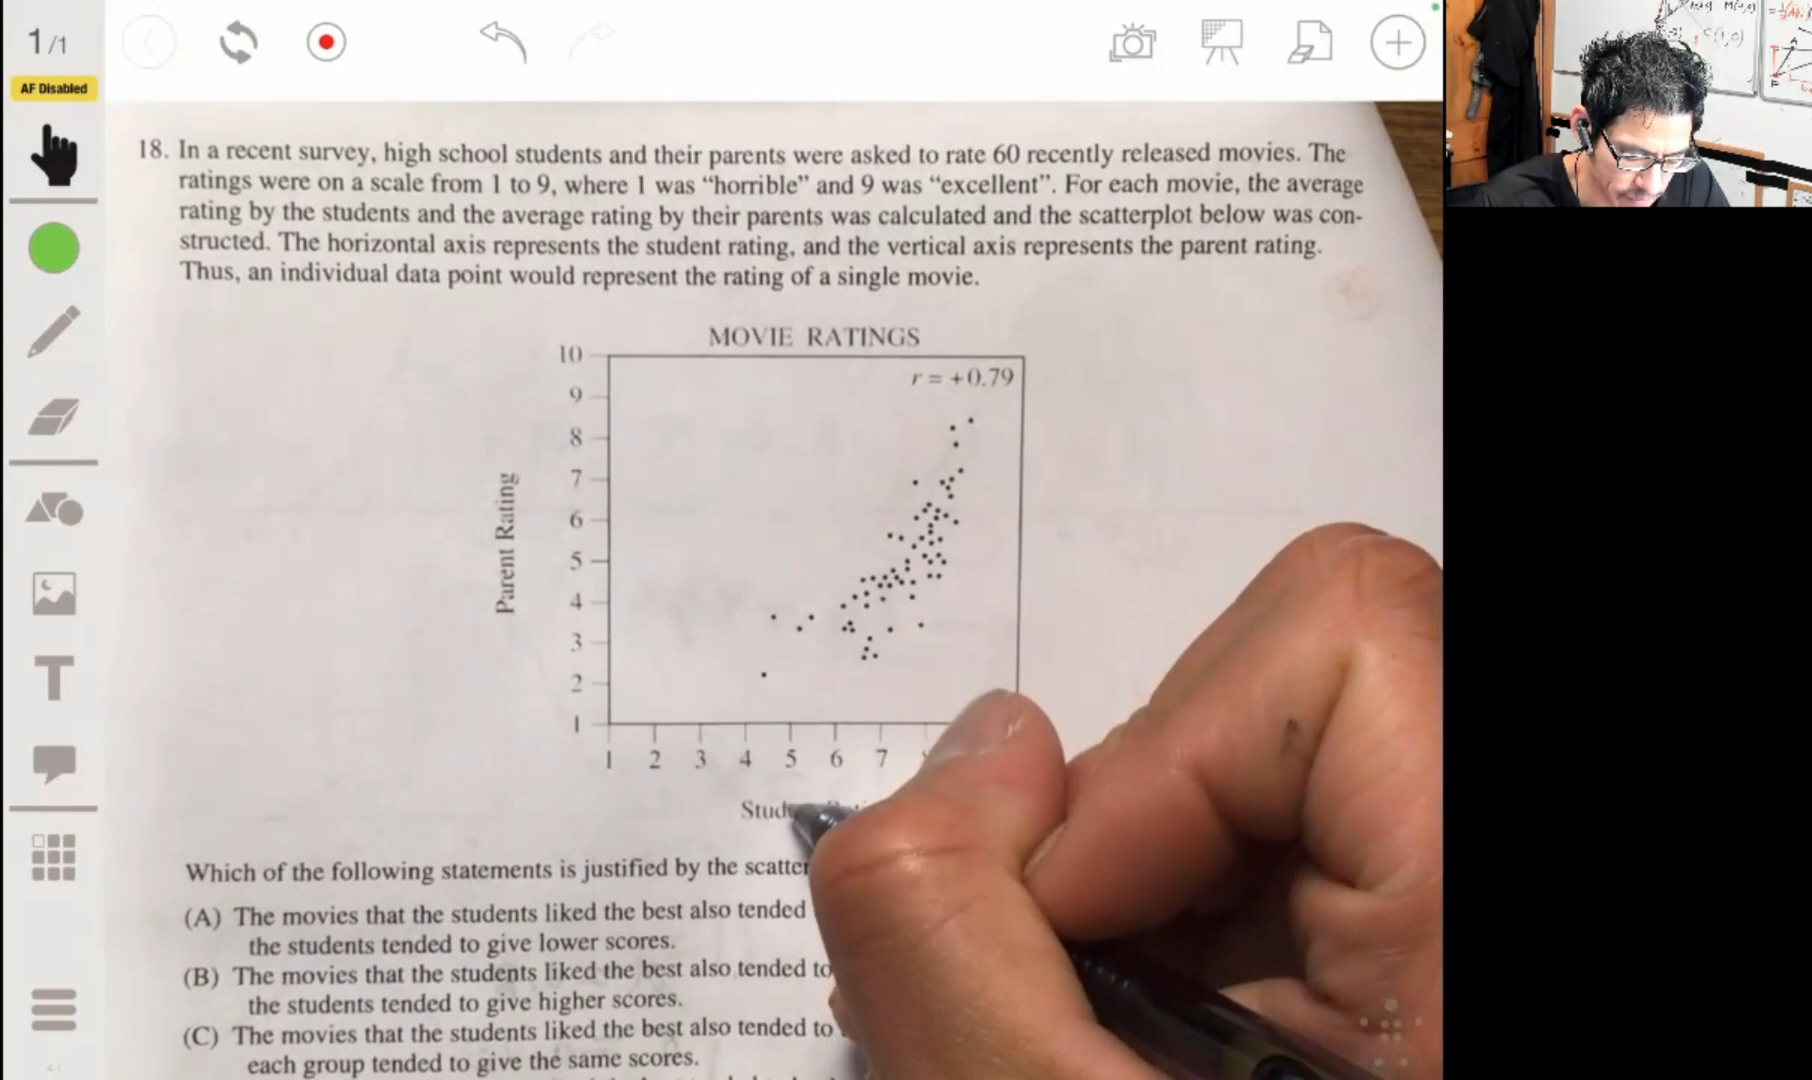 1/1
AF Disabled
T
18. In a recent survey, high school students and their parents were asked to rate 60 recently released movies. The
ratings were on a scale from 1 to 9, where 1 was “horrible” and 9 was “excellent”. For each movie, the average
rating by the students and the average rating by their parents was calculated and the scatterplot below was con-
structed. The horizontal axis represents the student rating, and the vertical axis represents the parent rating.
Thus, an individual data point would represent the rating of a single movie.
MOVIE RATINGS
r = +0.79
10
9
8
7
6
5
4
3
2
1
Parent Rating
1 2 3 4 5 6 7
Stud
Which of the following statements is justified by the scatter
(A) The movies that the students liked the best also tended
the students tended to give lower scores.
(B) The movies that the students liked the best also tended to
the students tended to give higher scores.
(C) The movies that the students liked the best also tended to
each group tended to give the same scores.
C(1,0)